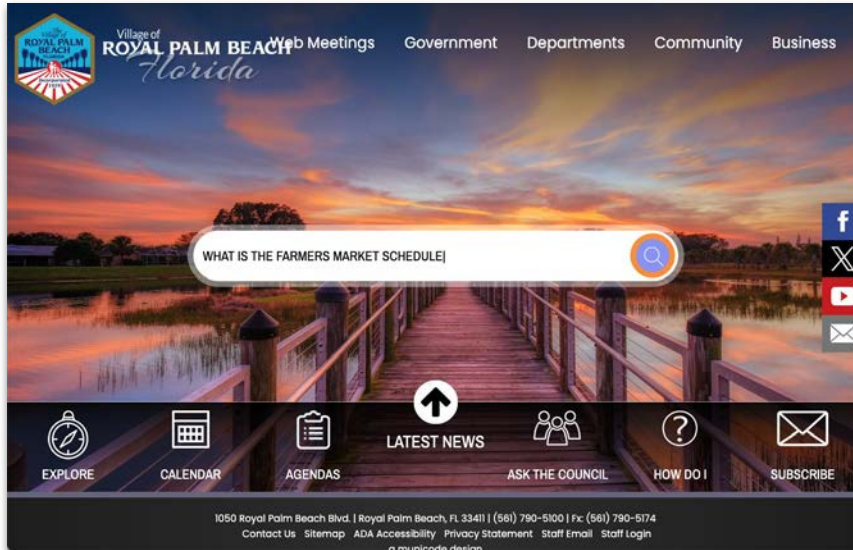 Village of
ROYAL PALM BEACH
Florida
Web Meetings Government Departments Community Business
ROYAL PALM
BEACH
WHAT IS THE FARMERS MARKET SCHEDULE
LATEST NEWS
EXPLORE CALENDAR AGENDAS ASK THE COUNCIL HOW DO I SUBSCRIBE
1050 Royal Palm Beach Blvd. | Royal Palm Beach, FL 33411 | (561) 790-5100 | Fx: (561) 790-5174
Contact Us Sitemap ADA Accessibility Privacy Statement Staff Email Staff Login
a municode design